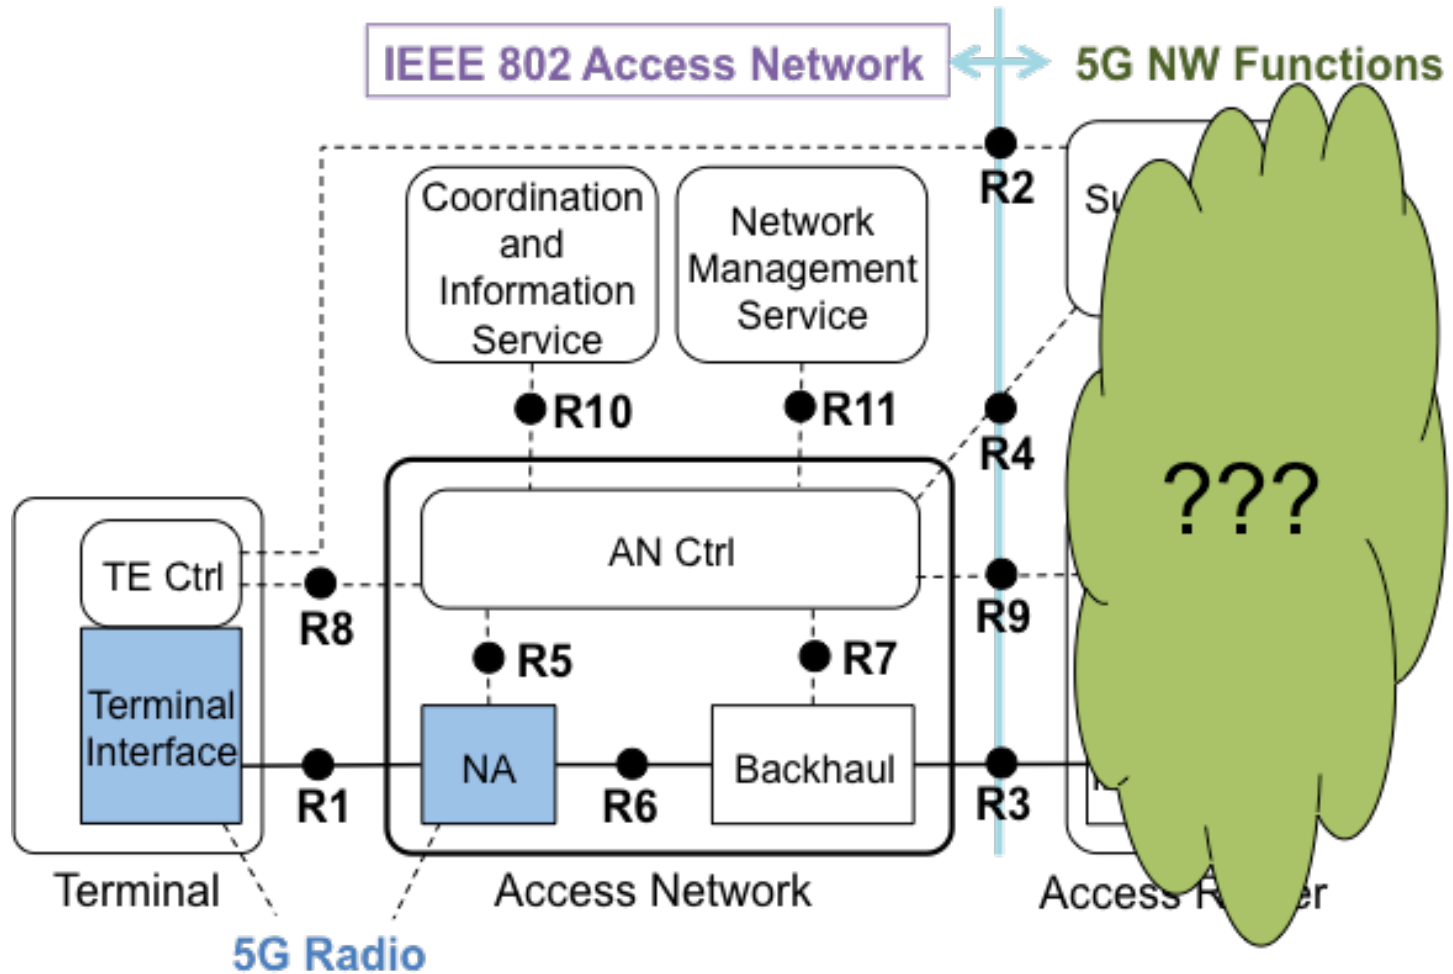 IEEE 802 Access Network
5G NW Functions
R2
Coordination
and
Information
Service
Network
Management
Service
R10
R11
R4
???
AN Ctrl
TE Ctrl
R8
R9
R5
R7
Terminal
Interface
NA
Backhaul
R1
R6
R3
Terminal
Access Network
Access
5G Radio